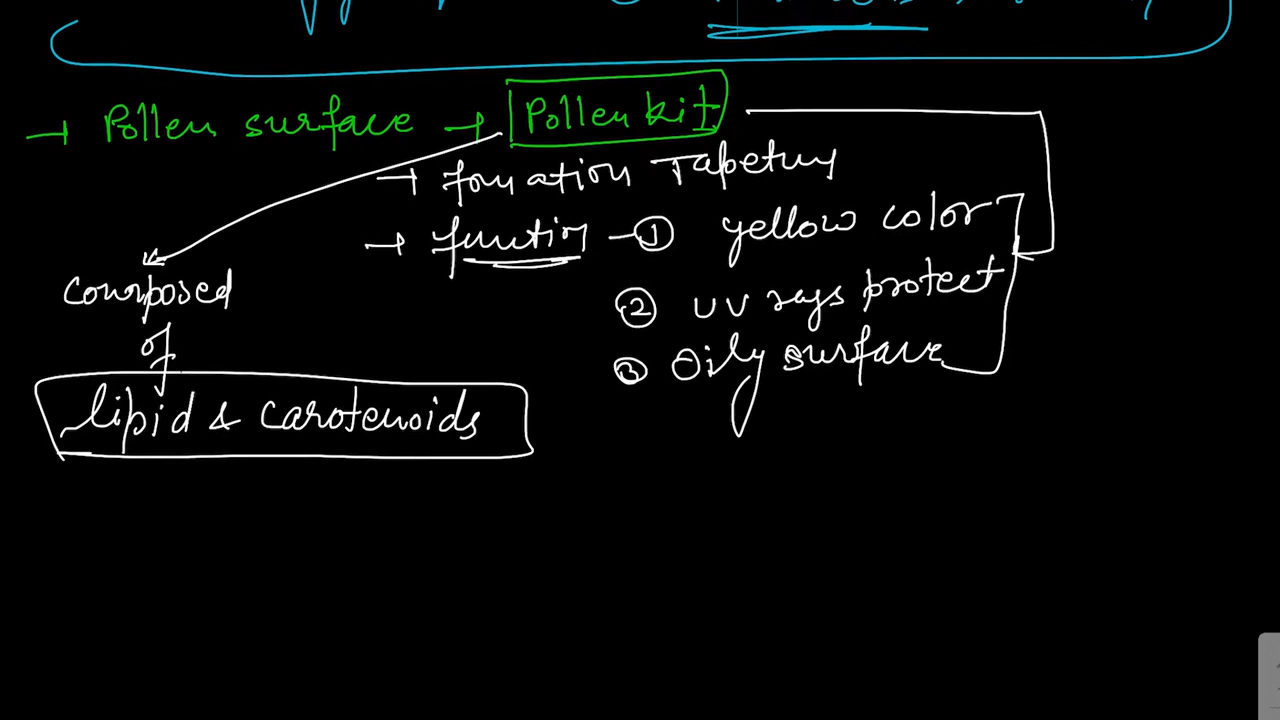 → Pollen surface → Pollen kit
→ fomation Tapetum
→ function – ① yellow color
② UV rays protect
③ Oily surface
composed
of
lipid & carotenoids